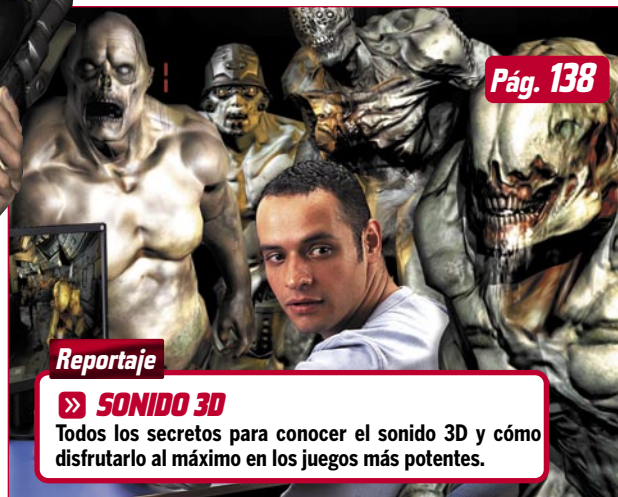 Pág. 138
Reportaje
» SONIDO 3D
Todos los secretos para conocer el sonido 3D y cómo
disfrutarlo al máximo en los juegos más potentes.